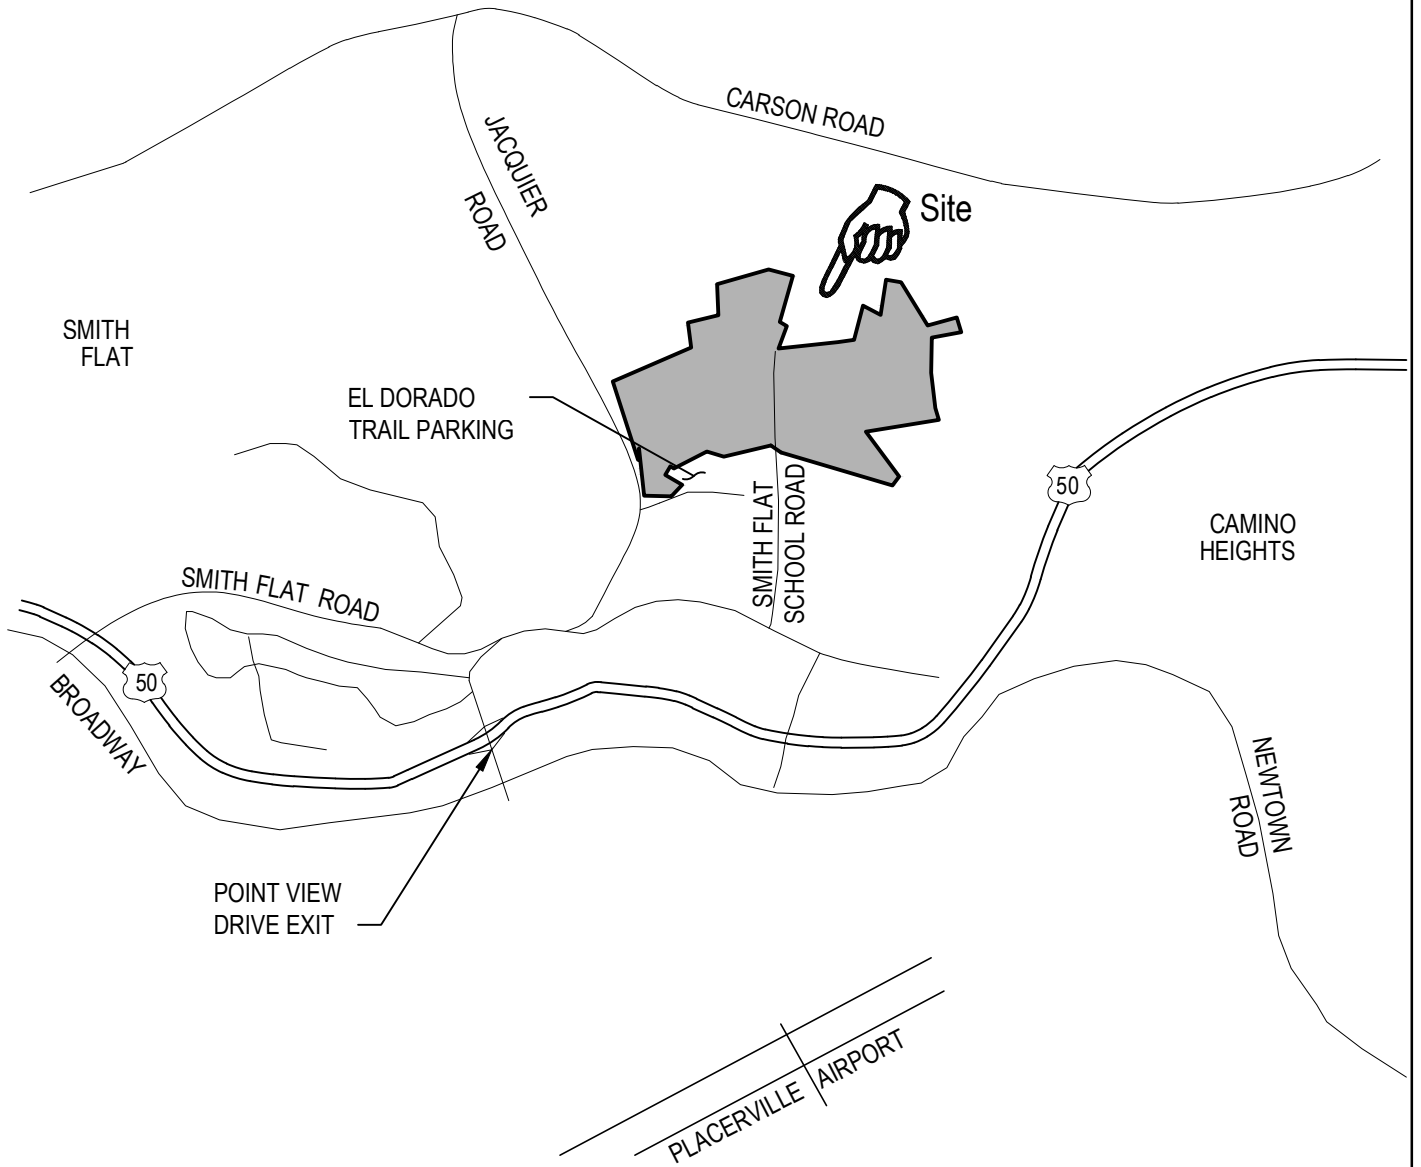 CARSON ROAD
JACQUIER
ROAD
Site
SMITH
FLAT
EL DORADO
TRAIL PARKING
50
SMITH FLAT
SCHOOL ROAD
CAMINO
HEIGHTS
SMITH FLAT ROAD
50
BROADWAY
NEWTOWN
ROAD
POINT VIEW
DRIVE EXIT
PLACERVILLE AIRPORT